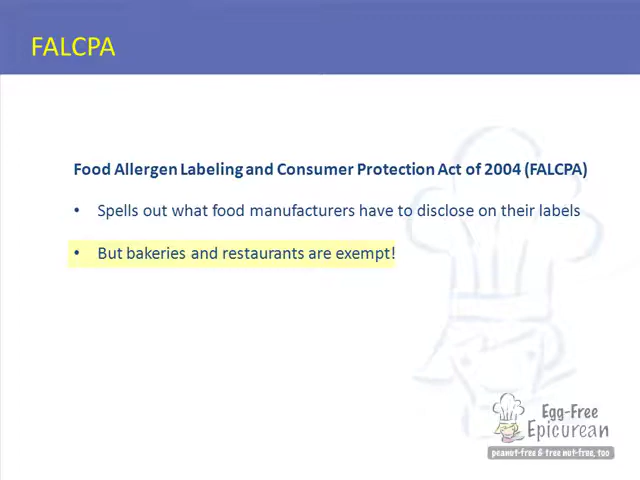 FALCPA
Food Allergen Labeling and Consumer Protection Act of 2004 (FALCPA)
• Spells out what food manufacturers have to disclose on their labels
• But bakeries and restaurants are exempt!
Egg-Free
Epicurean
peanut-free & tree nut-free, too